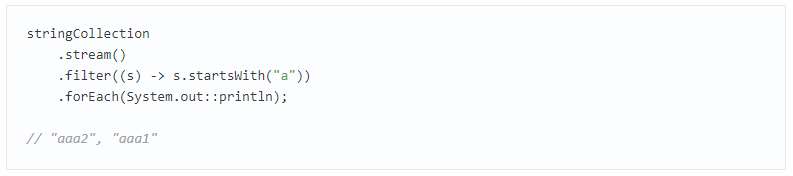 stringCollection
    .stream()
    .filter((s) -> s.startsWith("a"))
    .forEach(System.out::println);
// "aaa2", "aaa1"